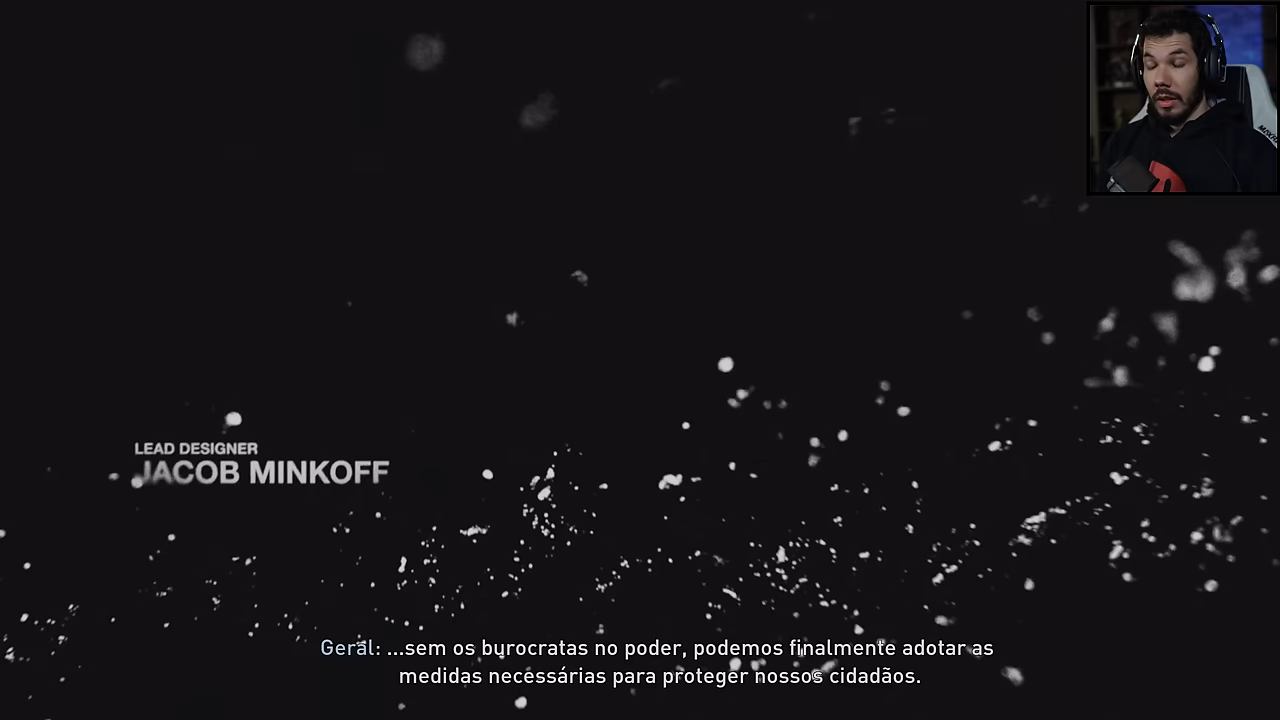 LEAD DESIGNER
JACOB MINKOFF
Geral: ...sem os burocratas no poder, podemos finalmente adotar as
medidas necessárias para proteger nossos cidadãos.